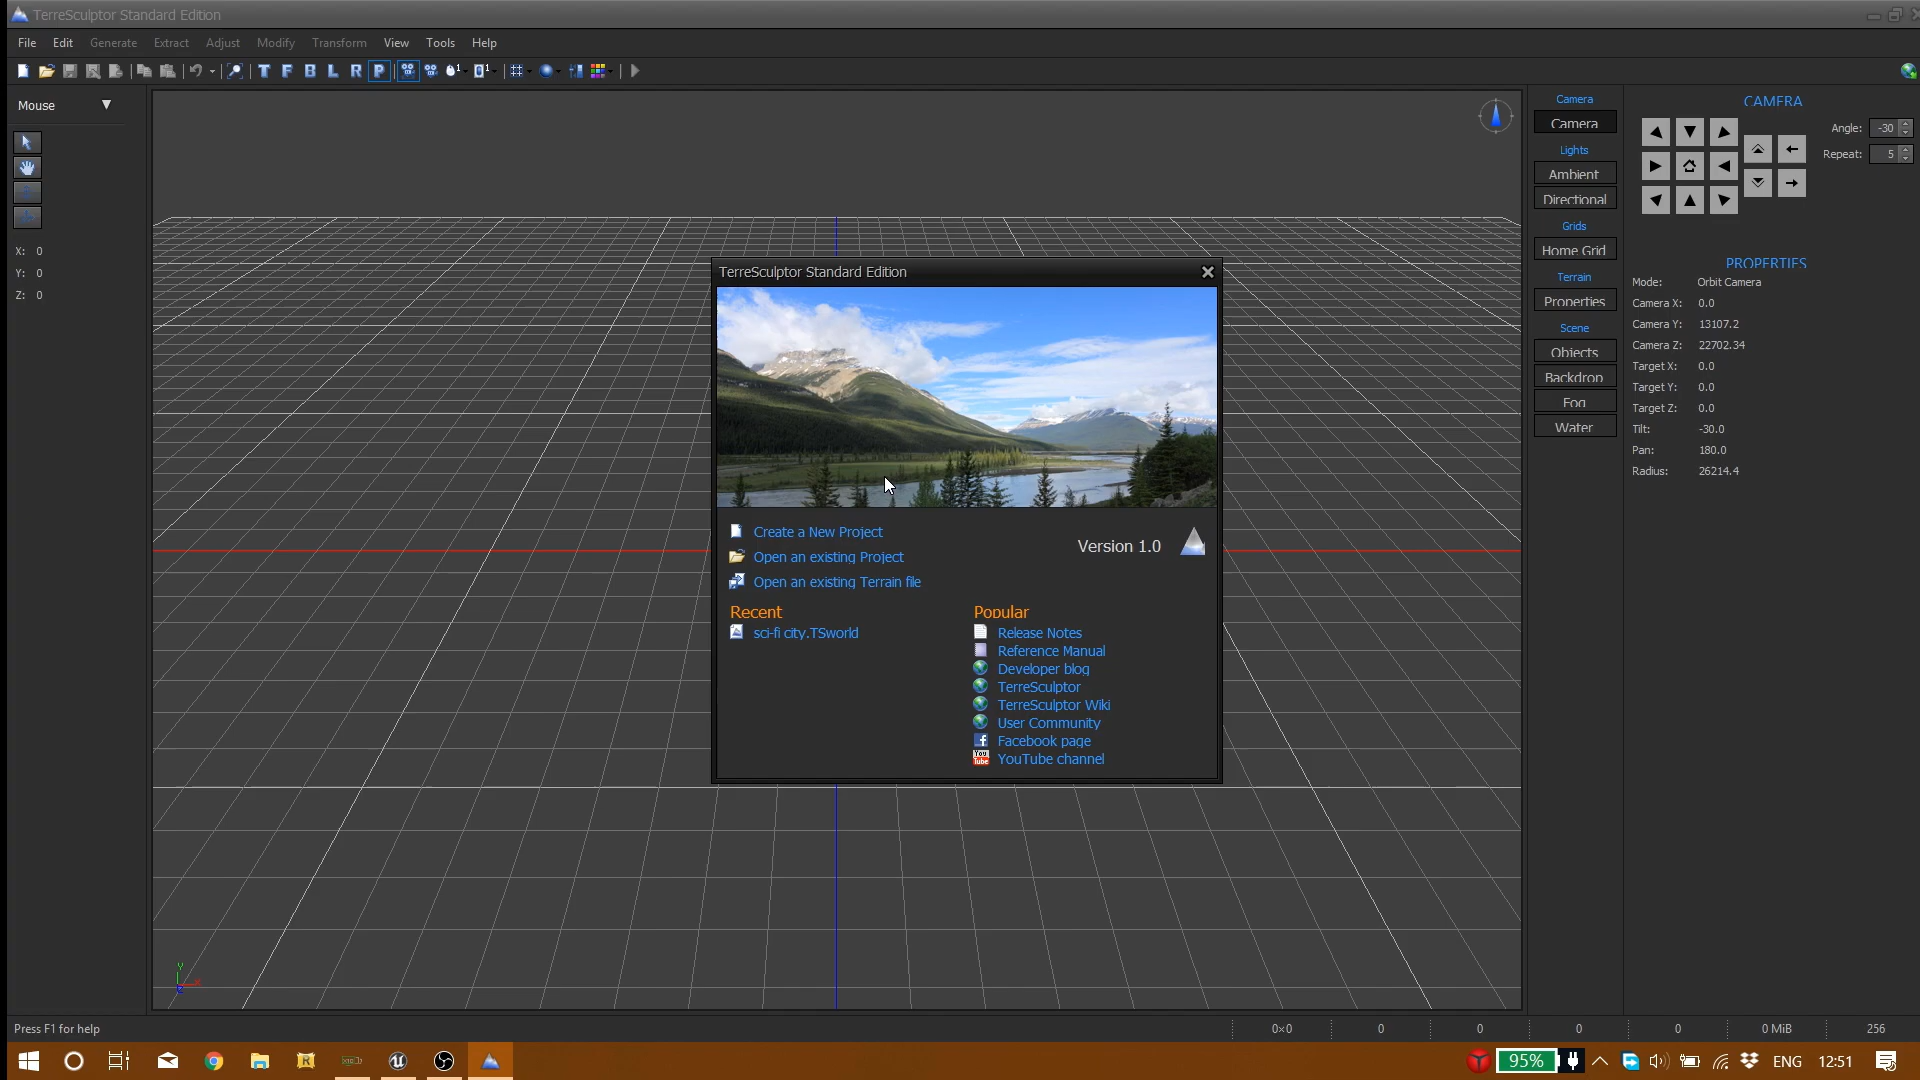 TerreSculptor Standard Edition
File Edit Generate Extract Adjust Modify Transform View Tools Help
T F B L R P
Mouse
X: 0
Y: 0
Z: 0
Camera
Camera
Lights
Ambient
Directional
Grids
Home Grid
Terrain
Properties
Scene
Objects
Backdrop
Fog
Water
CAMERA
Angle: -30
Repeat: 5
PROPERTIES
Mode: Orbit Camera
Camera X: 0.0
Camera Y: 13107.2
Camera Z: 22702.34
Target X: 0.0
Target Y: 0.0
Target Z: 0.0
Tilt: -30.0
Pan: 180.0
Radius: 26214.4
TerreSculptor Standard Edition
Create a New Project
Open an existing Project
Open an existing Terrain file
Version 1.0
Recent
sci-fi city.TSworld
Popular
Release Notes
Reference Manual
Developer blog
TerreSculptor
TerreSculptor Wiki
User Community
Facebook page
YouTube channel
Press F1 for help
0×0 0 0 0 0 0 MiB 256
95% ENG 12:51